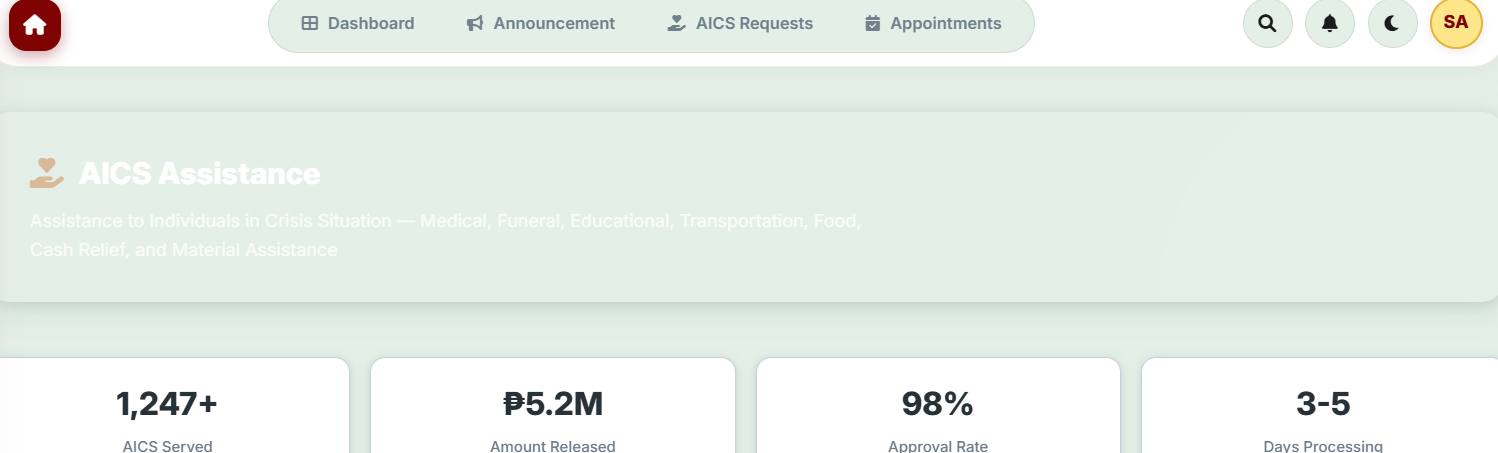 Dashboard
Announcement
AICS Requests
Appointments
SA
AICS Assistance
Assistance to Individuals in Crisis Situation — Medical, Funeral, Educational, Transportation, Food,
Cash Relief, and Material Assistance
1,247+
AICS Served
₱5.2M
Amount Released
98%
Approval Rate
3-5
Days Processing